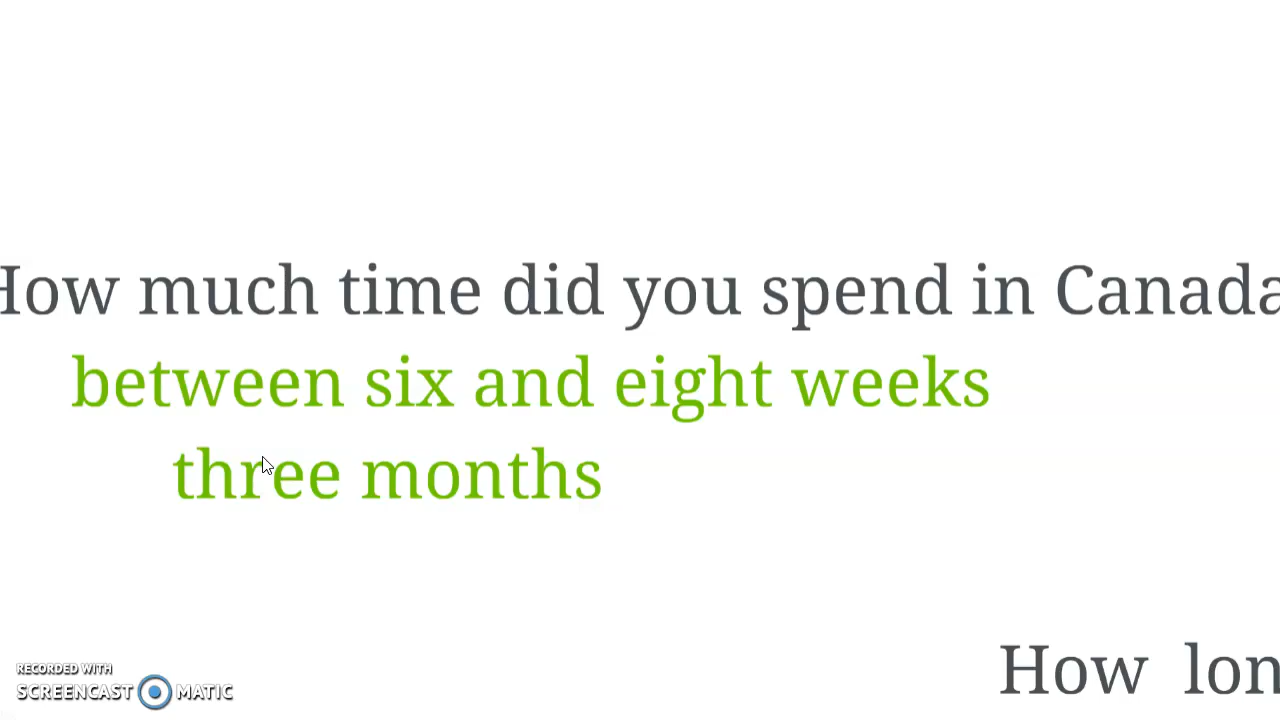 How much time did you spend in Canada
between six and eight weeks
three months
How lon
RECORDED WITH
SCREENCAST MATIC